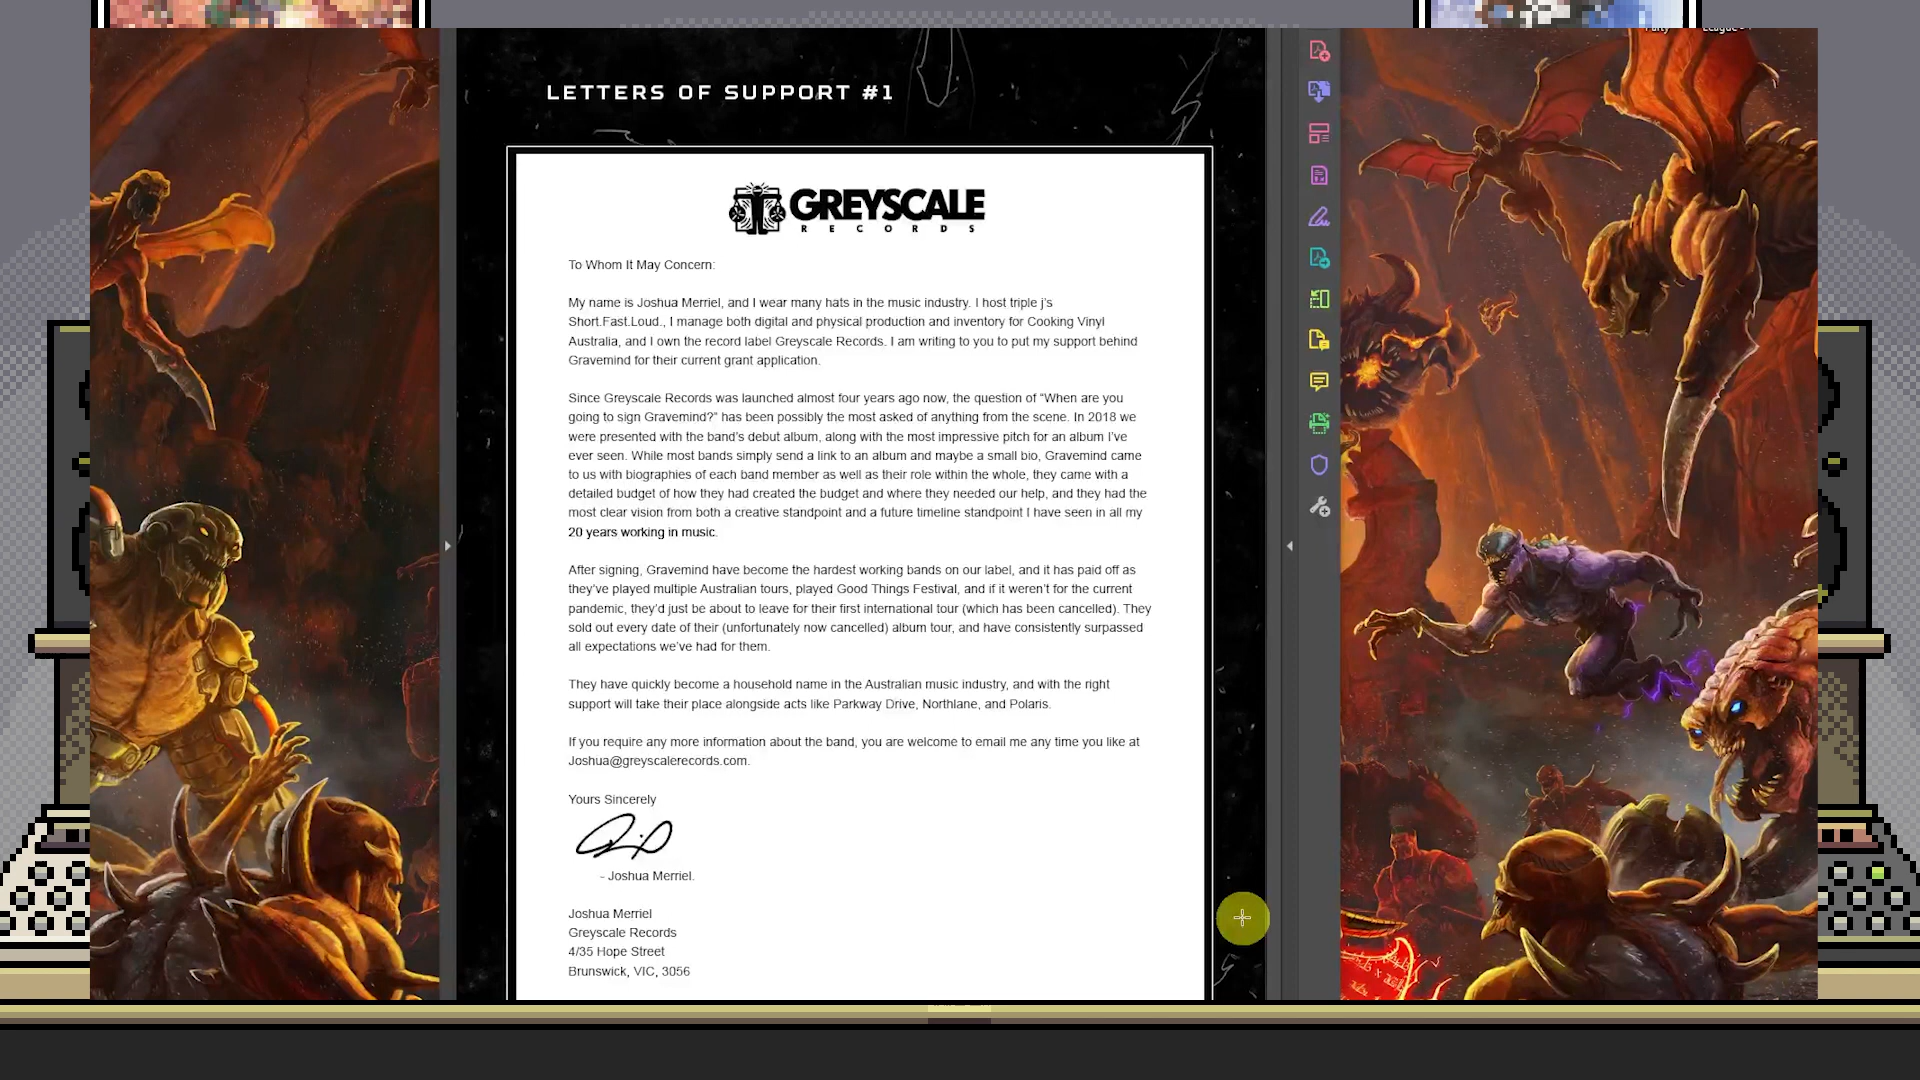 Party League
LETTERS OF SUPPORT #1
GREYSCALE
RECORDS
To Whom It May Concern:
My name is Joshua Merriel, and I wear many hats in the music industry. I host triple j's
Short.Fast.Loud., I manage both digital and physical production and inventory for Cooking Vinyl
Australia, and I own the record label Greyscale Records. I am writing to you to put my support behind
Gravemind for their current grant application.
Since Greyscale Records was launched almost four years ago now, the question of “When are you
going to sign Gravemind?” has been possibly the most asked of anything from the scene. In 2018 we
were presented with the band's debut album, along with the most impressive pitch for an album I've
ever seen. While most bands simply send a link to an album and maybe a small bio, Gravemind came
to us with biographies of each band member as well as their role within the whole, they came with a
detailed budget of how they had created the budget and where they needed our help, and they had the
most clear vision from both a creative standpoint and a future timeline standpoint I have seen in all my
20 years working in music.
After signing, Gravemind have become the hardest working bands on our label, and it has paid off as
they've played multiple Australian tours, played Good Things Festival, and if it weren't for the current
pandemic, they'd just be about to leave for their first international tour (which has been cancelled). They
sold out every date of their (unfortunately now cancelled) album tour, and have consistently surpassed
all expectations we've had for them.
They have quickly become a household name in the Australian music industry, and with the right
support will take their place alongside acts like Parkway Drive, Northlane, and Polaris.
If you require any more information about the band, you are welcome to email me any time you like at
Joshua@greyscalerecords.com.
Yours Sincerely
- Joshua Merriel.
Joshua Merriel
Greyscale Records
4/35 Hope Street
Brunswick, VIC, 3056